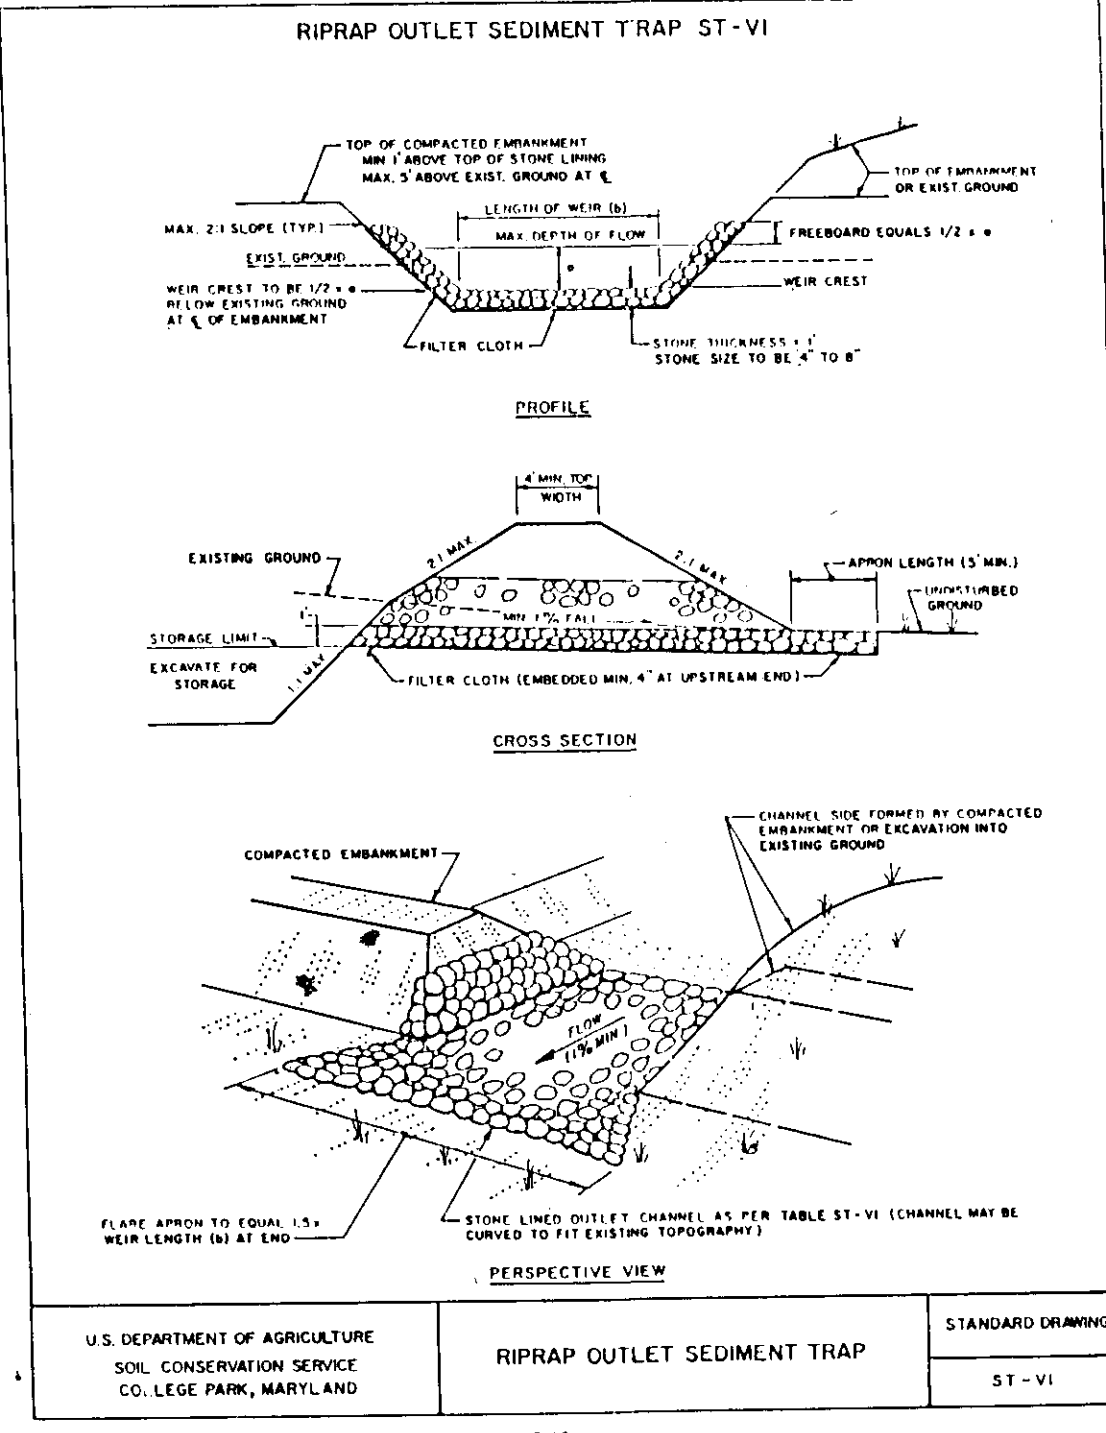 RIPRAP OUTLET SEDIMENT TRAP ST-VI
TOP OF COMPACTED EMBANKMENT
MIN 1' ABOVE TOP OF STONE LINING
MAX. 5' ABOVE EXIST. GROUND AT ℄
TOP OF EMBANKMENT
OR EXIST. GROUND
LENGTH OF WEIR (b)
MAX. 2:1 SLOPE (TYP.)
MAX. DEPTH OF FLOW
FREEBOARD EQUALS 1/2 x
EXIST. GROUND
WEIR CREST TO BE 1/2 x
BELOW EXISTING GROUND
AT ℄ OF EMBANKMENT
WEIR CREST
FILTER CLOTH
STONE THICKNESS = 1'
STONE SIZE TO BE 4" TO 8"
PROFILE
4' MIN. TOP
WIDTH
EXISTING GROUND
2:1 MAX.
2:1 MAX
APRON LENGTH (5' MIN.)
UNDISTURBED
GROUND
1'
MIN. 1% FALL
STORAGE LIMIT
EXCAVATE FOR
STORAGE
1:1 MAX
FILTER CLOTH (EMBEDDED MIN. 4" AT UPSTREAM END)
CROSS SECTION
CHANNEL SIDE FORMED BY COMPACTED
EMBANKMENT OR EXCAVATION INTO
EXISTING GROUND
COMPACTED EMBANKMENT
FLOW
(1% MIN.)
FLARE APRON TO EQUAL 1.5 x
WEIR LENGTH (b) AT END
STONE LINED OUTLET CHANNEL AS PER TABLE ST-VI (CHANNEL MAY BE
CURVED TO FIT EXISTING TOPOGRAPHY)
PERSPECTIVE VIEW
U.S. DEPARTMENT OF AGRICULTURE
SOIL CONSERVATION SERVICE
COLLEGE PARK, MARYLAND
RIPRAP OUTLET SEDIMENT TRAP
STANDARD DRAWING
ST-VI